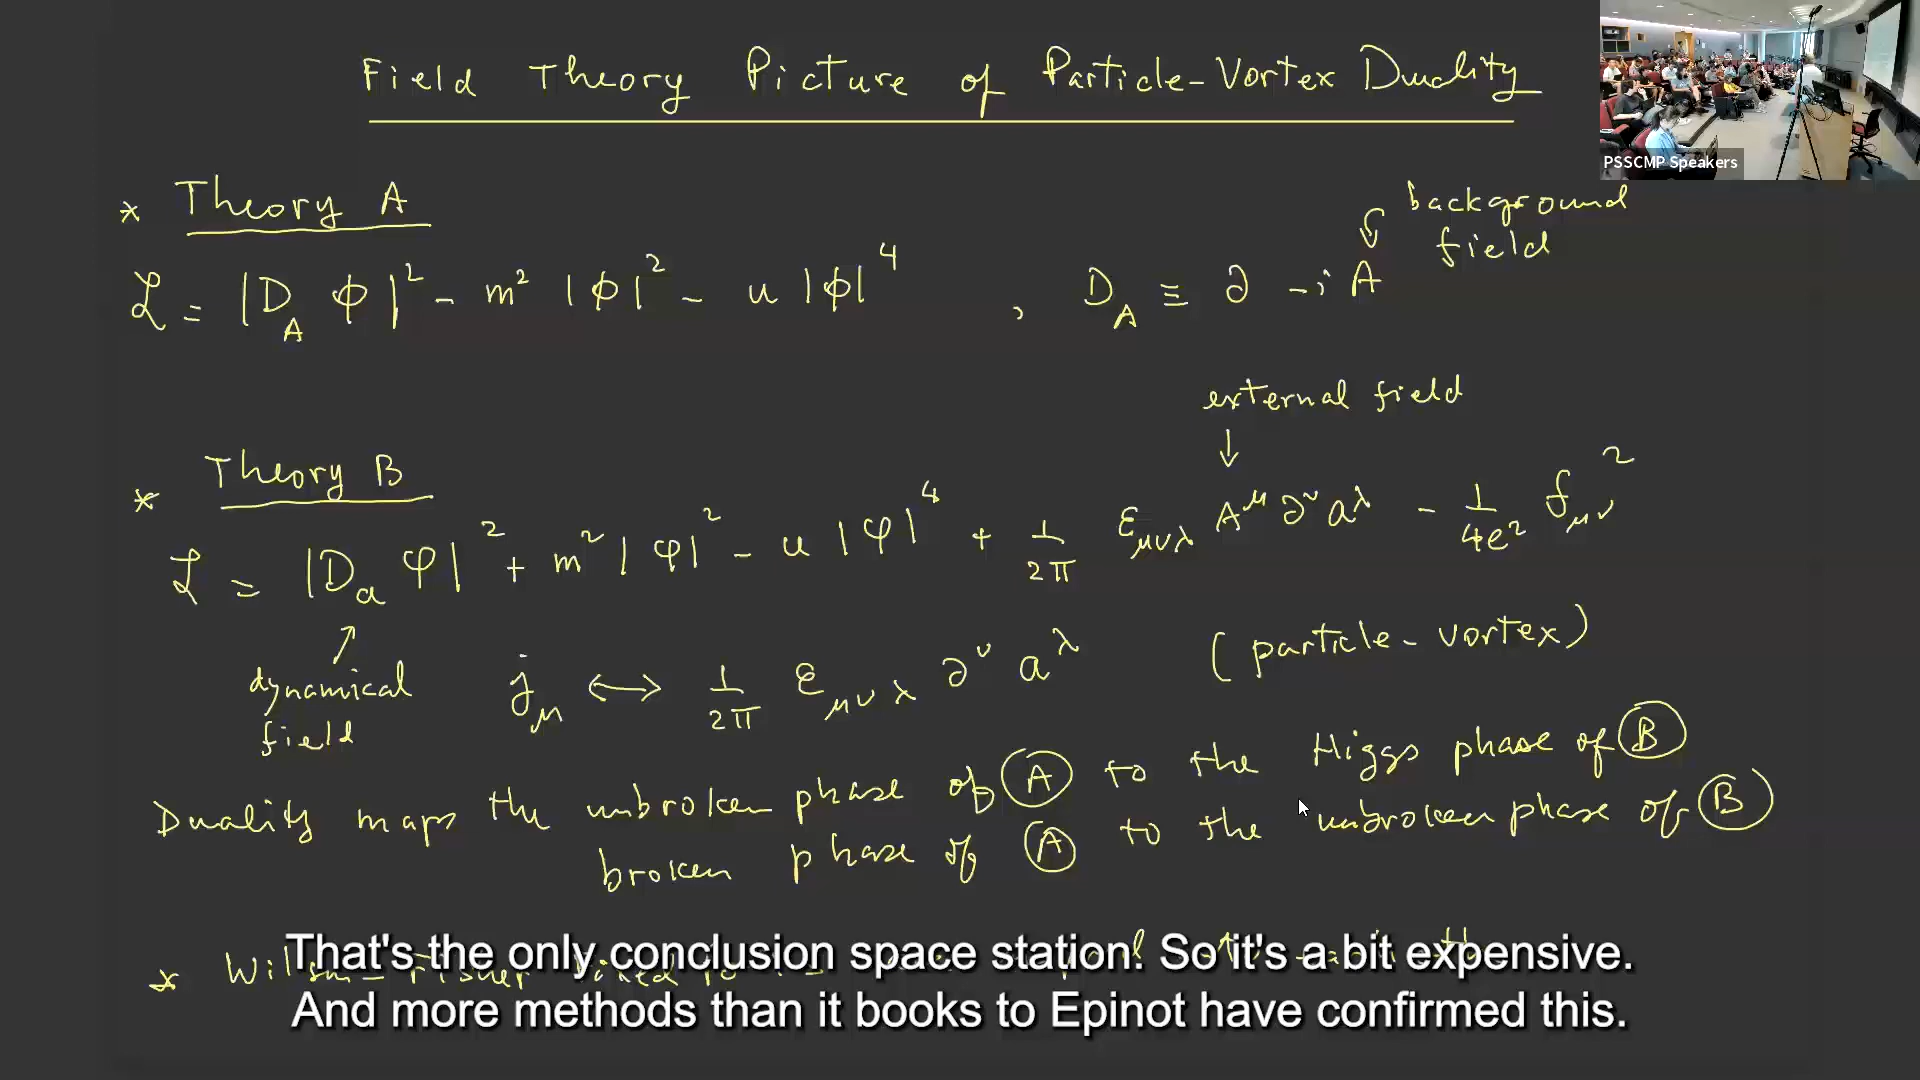 Field Theory Picture of Particle-Vortex Duality
PSSCMP Speakers
* Theory A
background field
ℒ = |D_A ϕ|² - m² |ϕ|² - u |ϕ|⁴ , D_A ≡ ∂ - i A
external field
* Theory B
ℒ = |D_a φ|² + m² |φ|² - u |φ|⁴ + 1/2π ε_μνλ A^μ ∂^ν a^λ - 1/4e² f_μν²
dynamical field
j_μ ⟷ 1/2π ε_μνλ ∂^ν a^λ (particle-vortex)
Duality maps the unbroken phase of Ⓐ to the Higgs phase of Ⓑ
broken phase of Ⓐ to the unbroken phase of Ⓑ
* Wilson-Fisher fixed
That's the only conclusion space station. So it's a bit expensive.
And more methods than it books to Epinot have confirmed this.